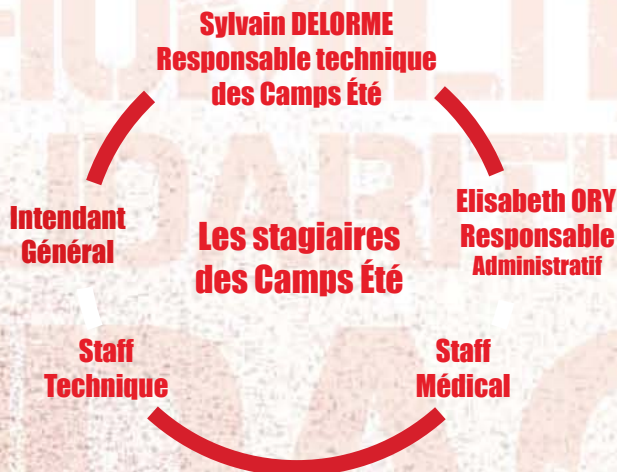 Sylvain DELORME
Responsable technique
des Camps Été
Elisabeth ORY
Responsable
Administratif
Intendant
Général
Les stagiaires
des Camps Été
Staff
Technique
Staff
Médical